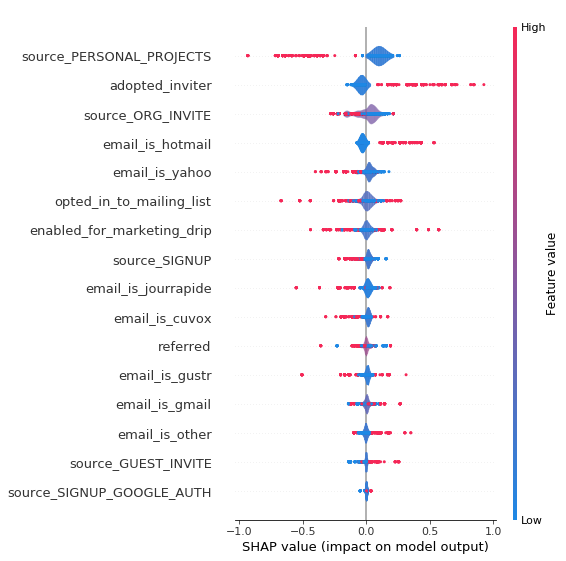 High
source_PERSONAL_PROJECTS
adopted_inviter
source_ORG_INVITE
email_is_hotmail
email_is_yahoo
opted_in_to_mailing_list
enabled_for_marketing_drip
source_SIGNUP
email_is_jourrapide
email_is_cuvox
referred
email_is_gustr
email_is_gmail
email_is_other
source_GUEST_INVITE
source_SIGNUP_GOOGLE_AUTH
Feature value
Low
−1.0 −0.5 0.0 0.5 1.0
SHAP value (impact on model output)